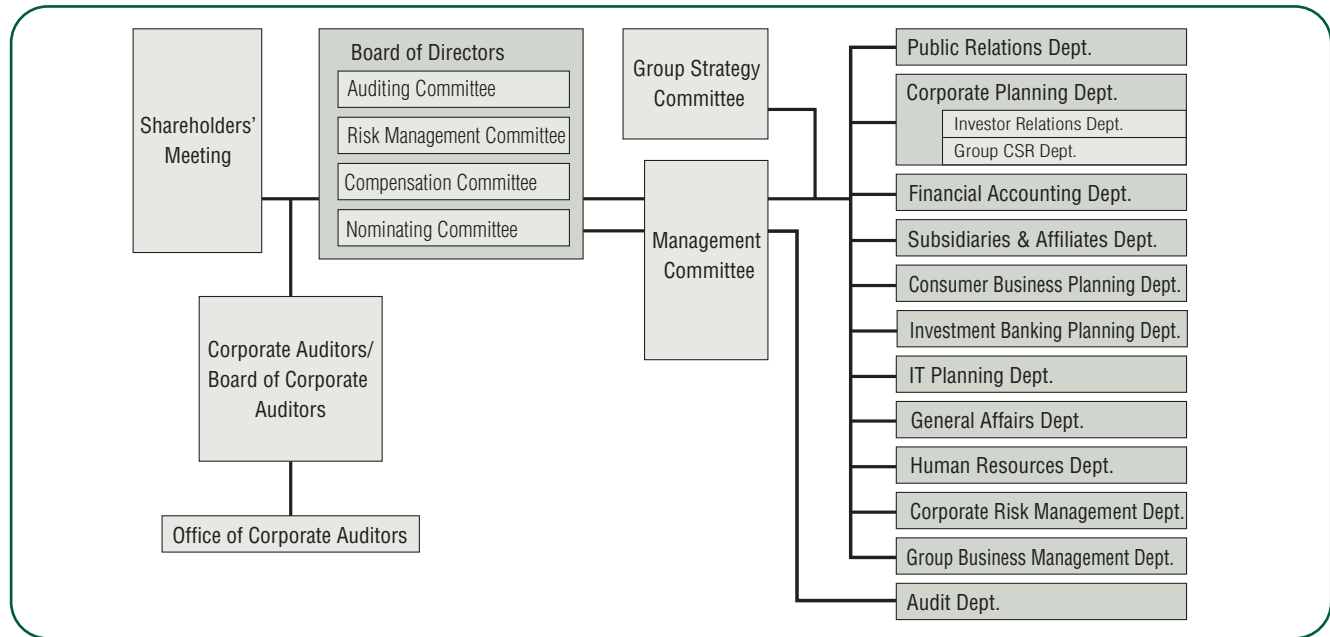 Shareholders'
Meeting
Board of Directors
Auditing Committee
Risk Management Committee
Compensation Committee
Nominating Committee
Corporate Auditors/
Board of Corporate
Auditors
Office of Corporate Auditors
Group Strategy
Committee
Management
Committee
Public Relations Dept.
Corporate Planning Dept.
Investor Relations Dept.
Group CSR Dept.
Financial Accounting Dept.
Subsidiaries & Affiliates Dept.
Consumer Business Planning Dept.
Investment Banking Planning Dept.
IT Planning Dept.
General Affairs Dept.
Human Resources Dept.
Corporate Risk Management Dept.
Group Business Management Dept.
Audit Dept.